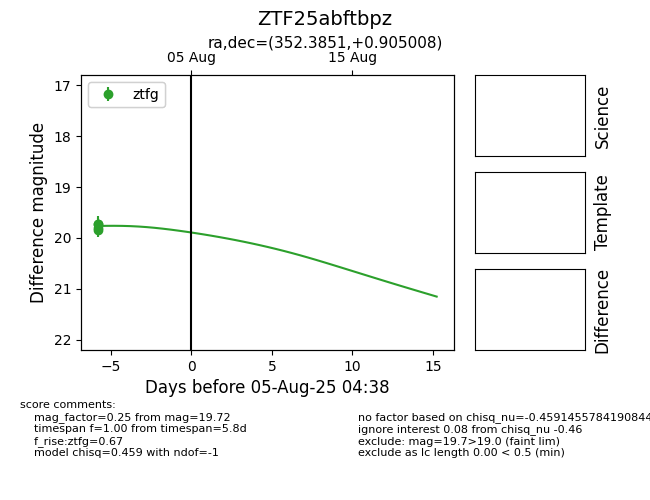 ZTF25abftbpz
ra,dec=(352.3851,+0.905008)
05 Aug
15 Aug
ztfg
17
18
19
20
21
22
Difference magnitude
−5
0
5
10
15
Days before 05-Aug-25 04:38
Science
Template
Difference
score comments:
mag_factor=0.25 from mag=19.72
timespan f=1.00 from timespan=5.8d
f_rise:ztfg=0.67
model chisq=0.459 with ndof=-1
no factor based on chisq_nu=-0.4591455784190844
ignore interest 0.08 from chisq_nu -0.46
exclude: mag=19.7>19.0 (faint lim)
exclude as lc length 0.00 < 0.5 (min)